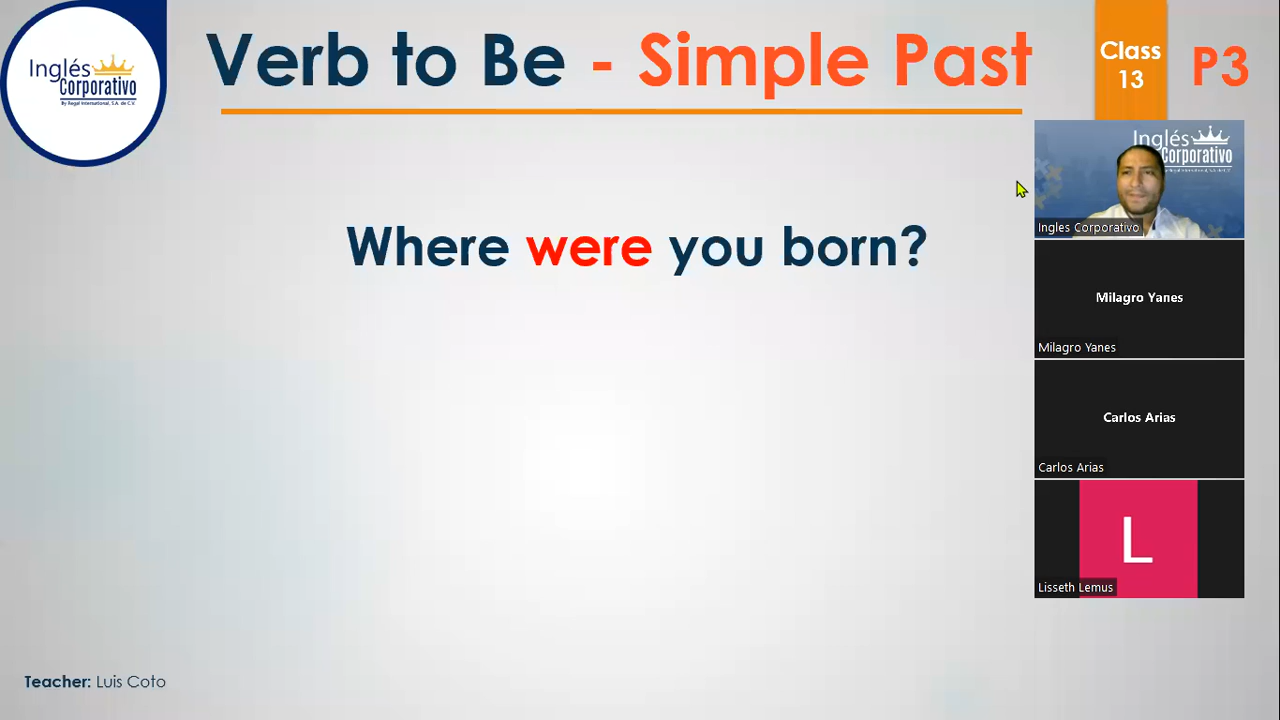 Inglés
Corporativo
By Regal International, S.A. de C.V.
Verb to Be - Simple Past
Class
13
P3
Where were you born?
Inglés
Corporativo
Ingles Corporativo
Milagro Yanes
Milagro Yanes
Carlos Arias
Carlos Arias
L
Lisseth Lemus
Teacher: Luis Coto